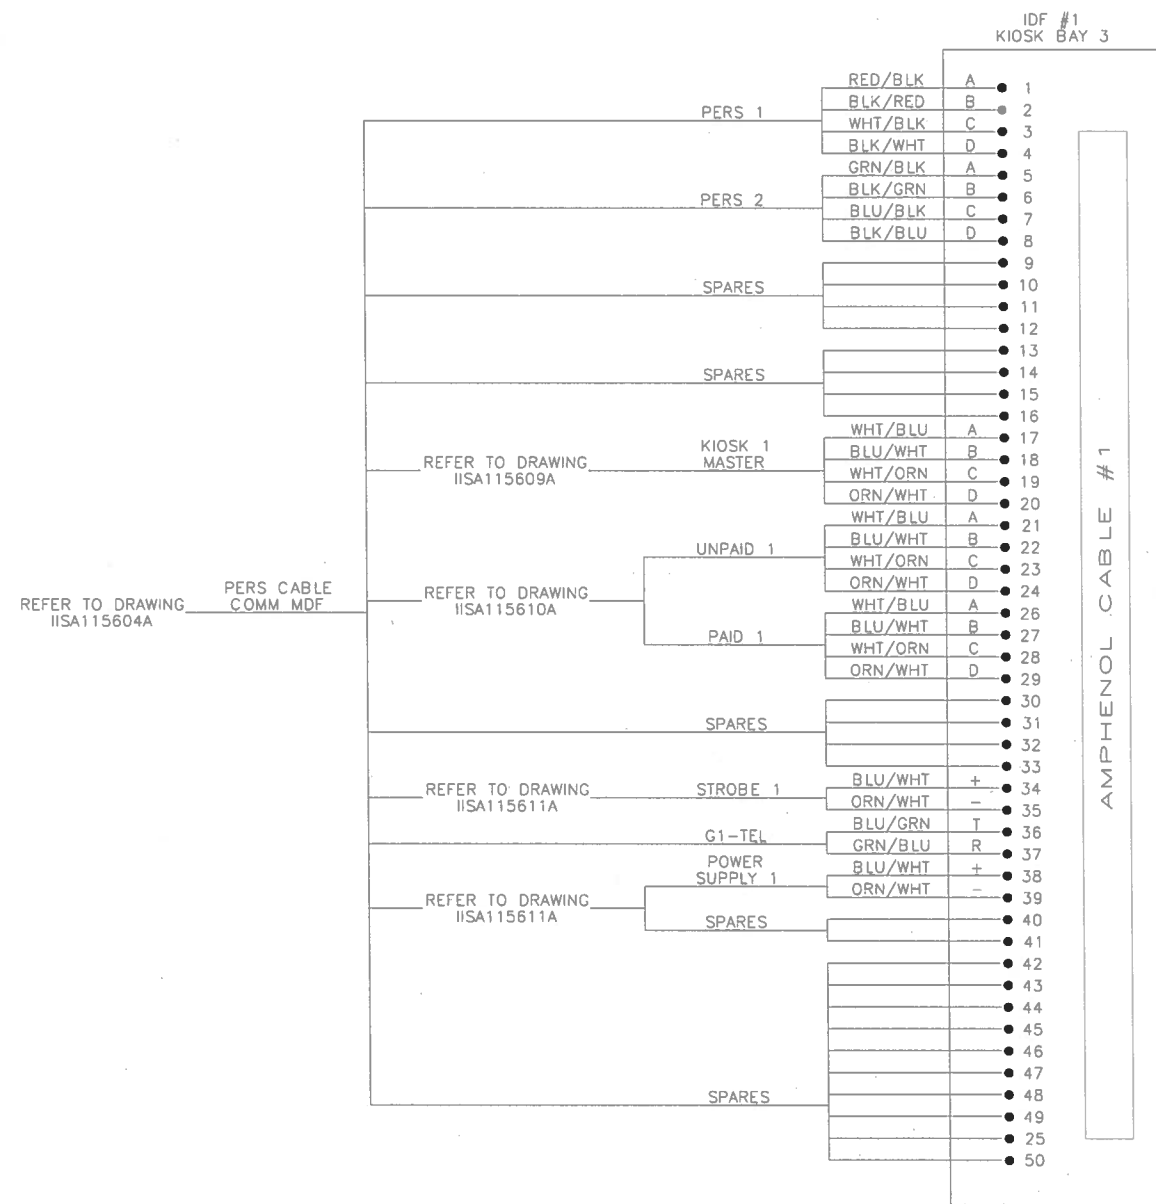 IDF #1
KIOSK BAY 3
RED/BLK A 1
BLK/RED B 2
PERS 1
WHT/BLK C 3
BLK/WHT D 4
GRN/BLK A 5
BLK/GRN B 6
PERS 2
BLU/BLK C 7
BLK/BLU D 8
9
SPARES 10
11
12
13
SPARES 14
15
16
WHT/BLU A 17
KIOSK 1
MASTER
BLU/WHT B 18
REFER TO DRAWING
IISA115609A
WHT/ORN C 19
ORN/WHT D 20
WHT/BLU A 21
UNPAID 1
BLU/WHT B 22
WHT/ORN C 23
ORN/WHT D 24
REFER TO DRAWING
IISA115604A
PERS CABLE
COMM MDF
REFER TO DRAWING
IISA115610A
WHT/BLU A 26
PAID 1
BLU/WHT B 27
WHT/ORN C 28
ORN/WHT D 29
30
SPARES 31
32
33
REFER TO DRAWING
IISA115611A
STROBE 1
BLU/WHT + 34
ORN/WHT - 35
G1-TEL
BLU/GRN T 36
GRN/BLU R 37
POWER
SUPPLY 1
BLU/WHT + 38
ORN/WHT - 39
REFER TO DRAWING
IISA115611A
SPARES 40
41
42
43
44
45
46
47
SPARES 48
49
25
50
AMPHENOL CABLE #1